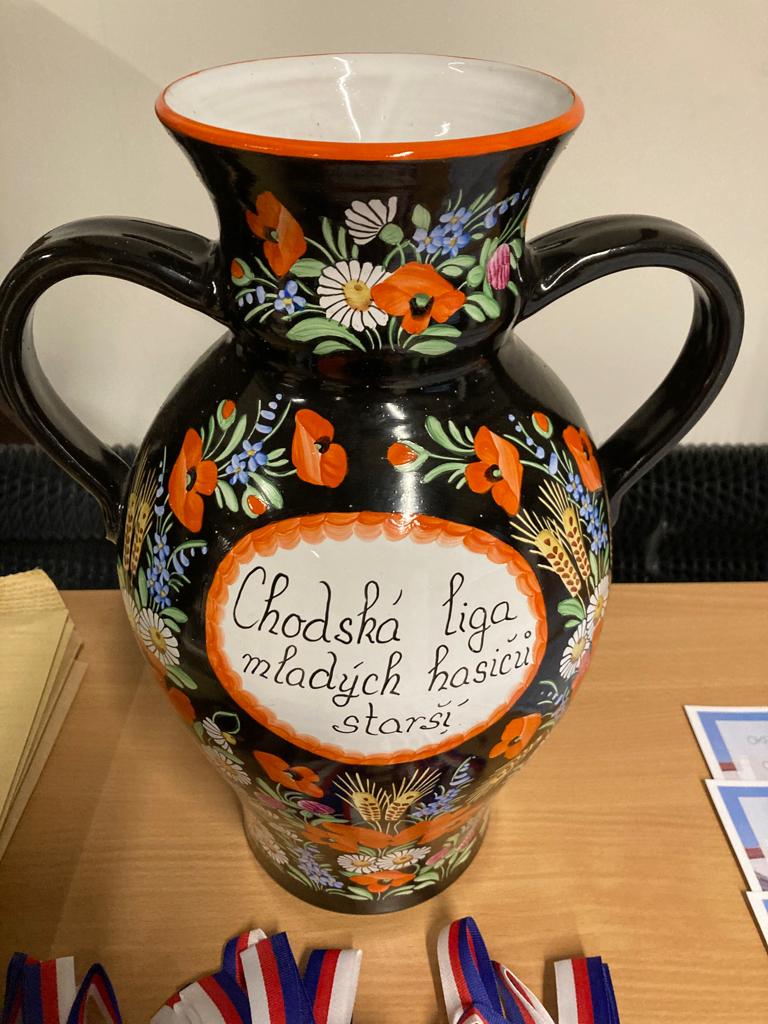 Chodská liga
mladých hasičů
starší